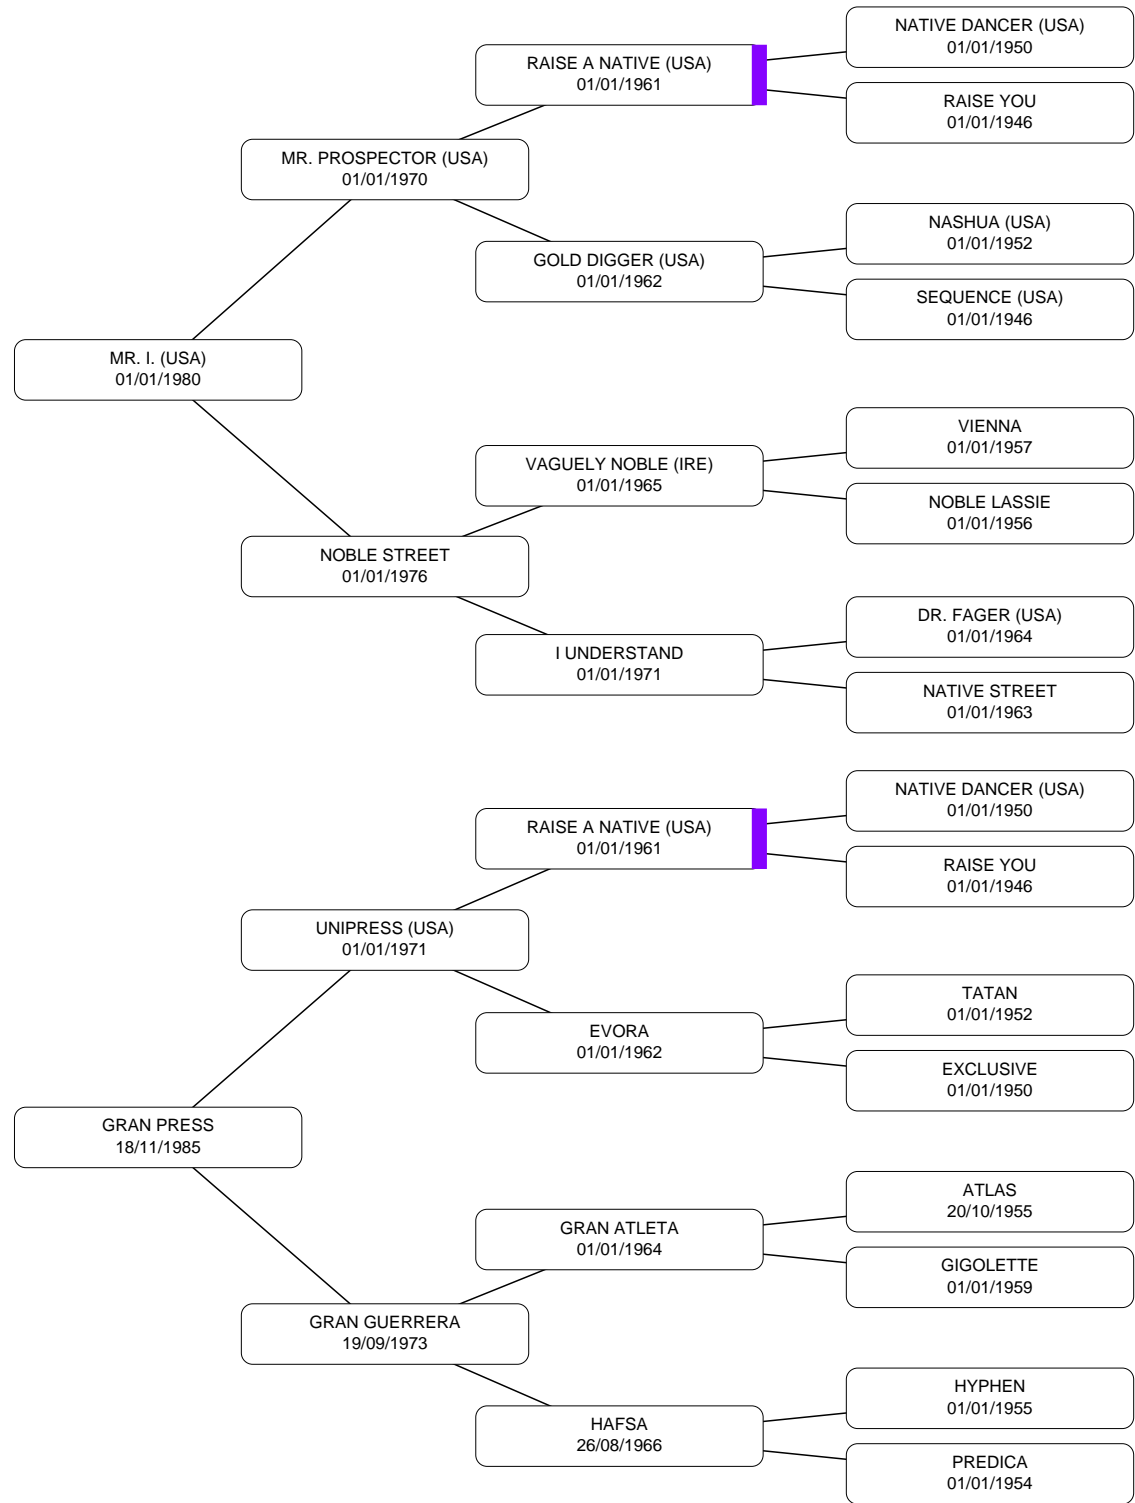 NATIVE DANCER (USA)
01/01/1950
RAISE A NATIVE (USA)
01/01/1961
RAISE YOU
01/01/1946
MR. PROSPECTOR (USA)
01/01/1970
NASHUA (USA)
01/01/1952
GOLD DIGGER (USA)
01/01/1962
SEQUENCE (USA)
01/01/1946
MR. I. (USA)
01/01/1980
VIENNA
01/01/1957
VAGUELY NOBLE (IRE)
01/01/1965
NOBLE LASSIE
01/01/1956
NOBLE STREET
01/01/1976
DR. FAGER (USA)
01/01/1964
I UNDERSTAND
01/01/1971
NATIVE STREET
01/01/1963
NATIVE DANCER (USA)
01/01/1950
RAISE A NATIVE (USA)
01/01/1961
RAISE YOU
01/01/1946
UNIPRESS (USA)
01/01/1971
TATAN
01/01/1952
EVORA
01/01/1962
EXCLUSIVE
01/01/1950
GRAN PRESS
18/11/1985
ATLAS
20/10/1955
GRAN ATLETA
01/01/1964
GIGOLETTE
01/01/1959
GRAN GUERRERA
19/09/1973
HYPHEN
01/01/1955
HAFSA
26/08/1966
PREDICA
01/01/1954